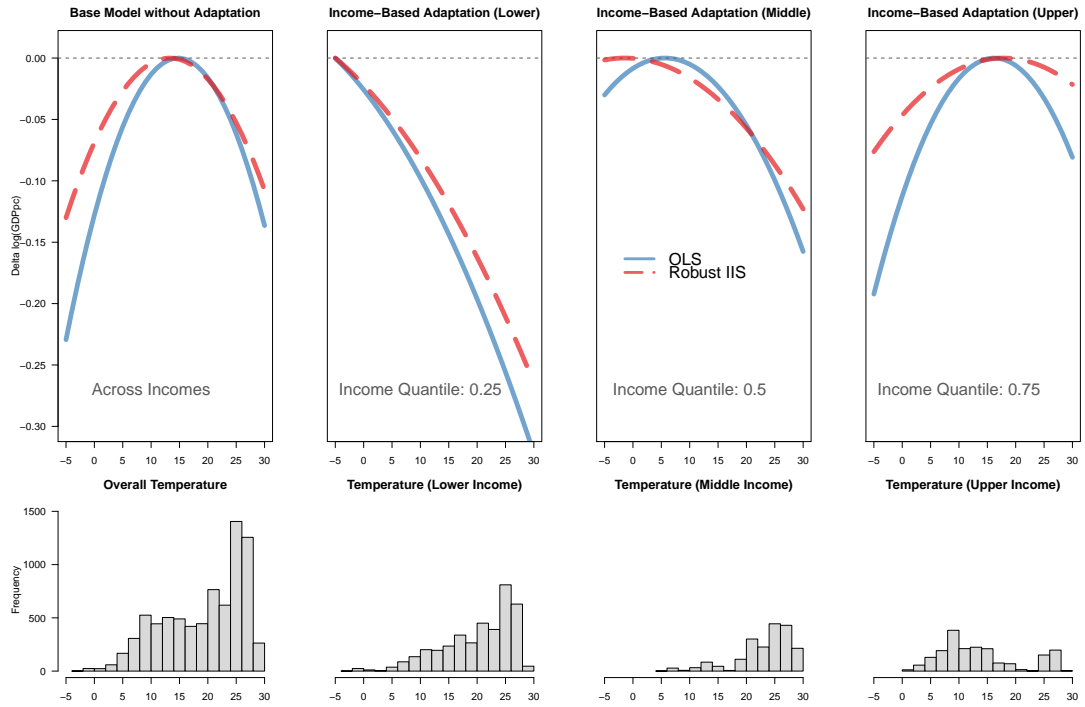 Base Model without Adaptation
Income−Based Adaptation (Lower)
Income−Based Adaptation (Middle)
Income−Based Adaptation (Upper)
Delta log(GDPpc)
0.00
−0.05
−0.10
−0.15
−0.20
−0.25
−0.30
OLS
Robust IIS
Across Incomes
Income Quantile: 0.25
Income Quantile: 0.5
Income Quantile: 0.75
−5 0 5 10 15 20 25 30
−5 0 5 10 15 20 25 30
−5 0 5 10 15 20 25 30
−5 0 5 10 15 20 25 30
Overall Temperature
Temperature (Lower Income)
Temperature (Middle Income)
Temperature (Upper Income)
Frequency
1500
1000
500
0
−5 0 5 10 15 20 25 30
−5 0 5 10 15 20 25 30
−5 0 5 10 15 20 25 30
−5 0 5 10 15 20 25 30